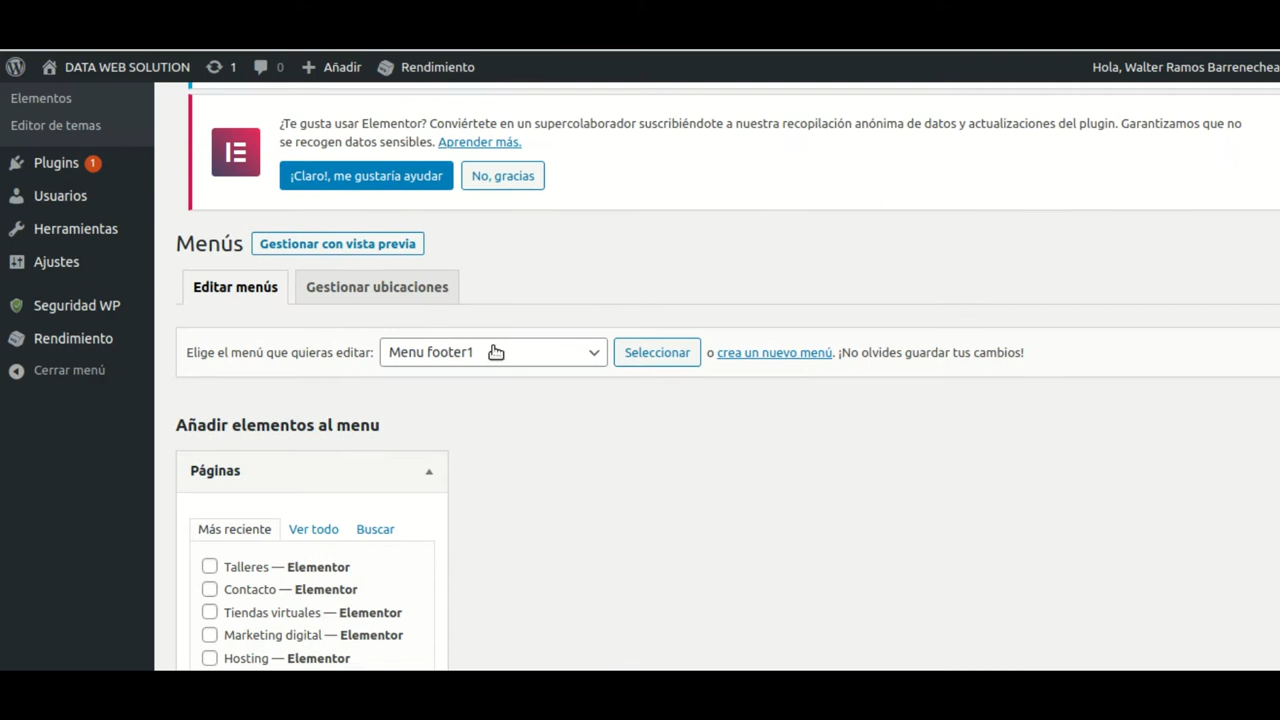 DATA WEB SOLUTION 1 0 Añadir Rendimiento Hola, Walter Ramos Barrenechea
Elementos
Editor de temas
Plugins 1
Usuarios
Herramientas
Ajustes
Seguridad WP
Rendimiento
Cerrar menú
¿Te gusta usar Elementor? Conviértete en un supercolaborador suscribiéndote a nuestra recopilación anónima de datos y actualizaciones del plugin. Garantizamos que no
se recogen datos sensibles. Aprender más.
¡Claro!, me gustaría ayudar No, gracias
Menús Gestionar con vista previa
Editar menús Gestionar ubicaciones
Elige el menú que quieras editar: Menu footer1 Seleccionar o crea un nuevo menú. ¡No olvides guardar tus cambios!
Añadir elementos al menu
Páginas
Más reciente Ver todo Buscar
Talleres — Elementor
Contacto — Elementor
Tiendas virtuales — Elementor
Marketing digital — Elementor
Hosting — Elementor